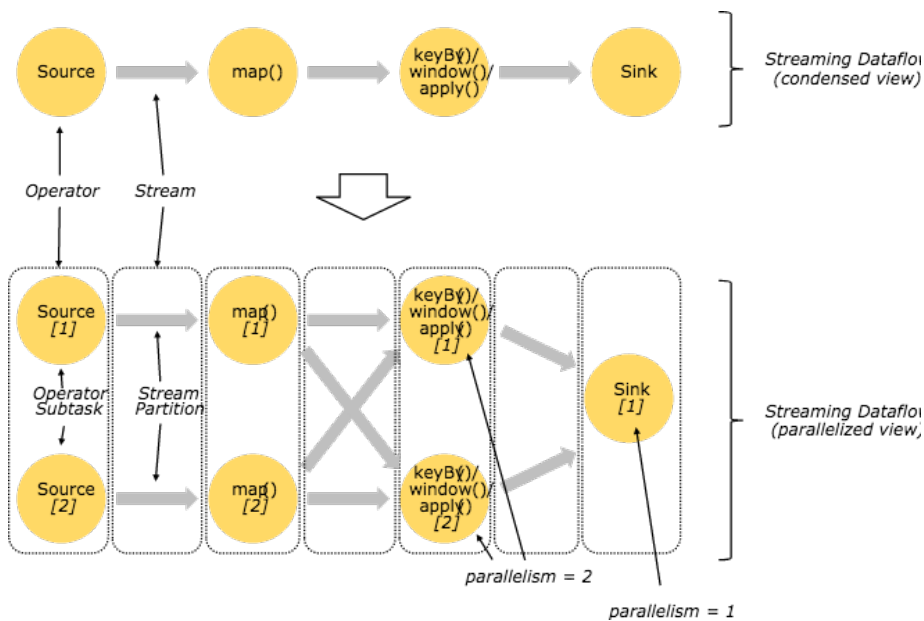 Source
map()
keyBy()/
window()/
apply()
Sink
Streaming Dataflow
(condensed view)
Operator
Stream
Source
[1]
map()
[1]
keyBy()/
window()/
apply()
[1]
Operator
Subtask
Stream
Partition
Sink
[1]
Streaming Dataflow
(parallelized view)
Source
[2]
map()
[2]
keyBy()/
window()/
apply()
[2]
parallelism = 2
parallelism = 1